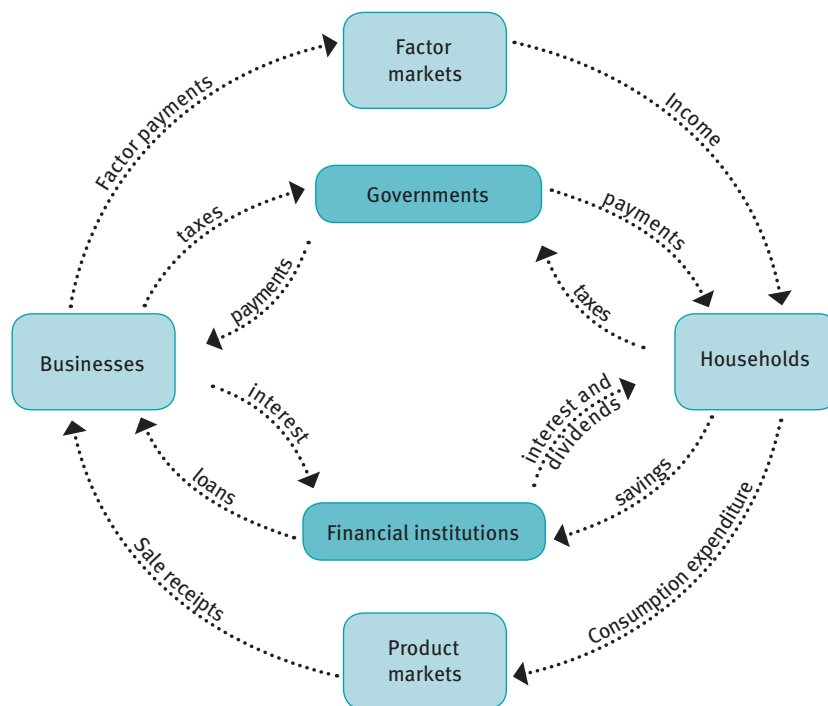 Factor
markets
Factor payments
Income
Governments
taxes
payments
payments
taxes
Businesses
Households
interest
interest and
dividends
loans
savings
Financial institutions
Sale receipts
Consumption expenditure
Product
markets